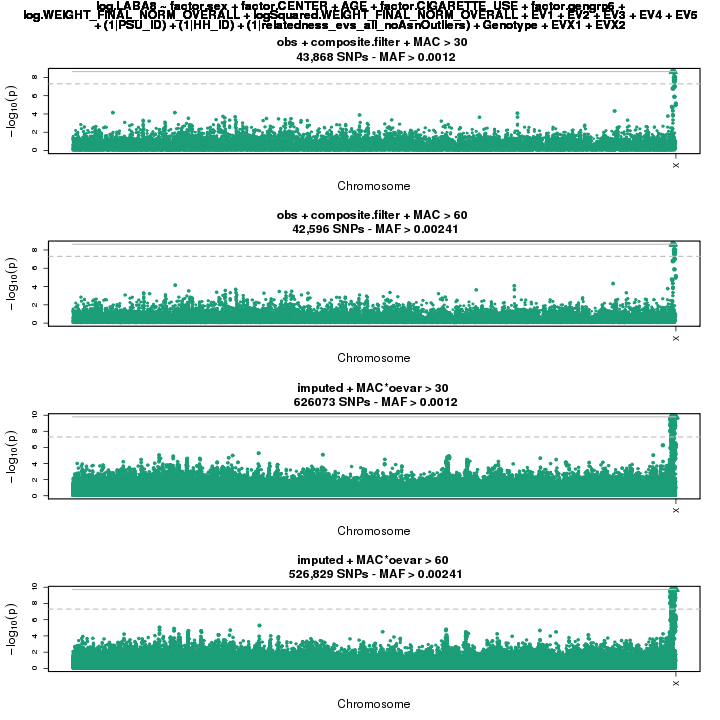 log.LABA8 ~ factor.sex + factor.CENTER + AGE + factor.CIGARETTE_USE + factor.gengrp6 +
log.WEIGHT_FINAL_NORM_OVERALL + logSquared.WEIGHT_FINAL_NORM_OVERALL + EV1 + EV2 + EV3 + EV4 + EV5
+ (1|PSU_ID) + (1|HH_ID) + (1|relatedness_evs_all_noAsnOutliers) + Genotype + EVX1 + EVX2
obs + composite.filter + MAC > 30
43,868 SNPs - MAF > 0.0012
−log10(p)
8
6
4
2
0
X
Chromosome
obs + composite.filter + MAC > 60
42,596 SNPs - MAF > 0.00241
−log10(p)
8
6
4
2
0
X
Chromosome
imputed + MAC*oevar > 30
626073 SNPs - MAF > 0.0012
−log10(p)
10
8
6
4
2
0
X
Chromosome
imputed + MAC*oevar > 60
526,829 SNPs - MAF > 0.00241
−log10(p)
10
8
6
4
2
0
X
Chromosome